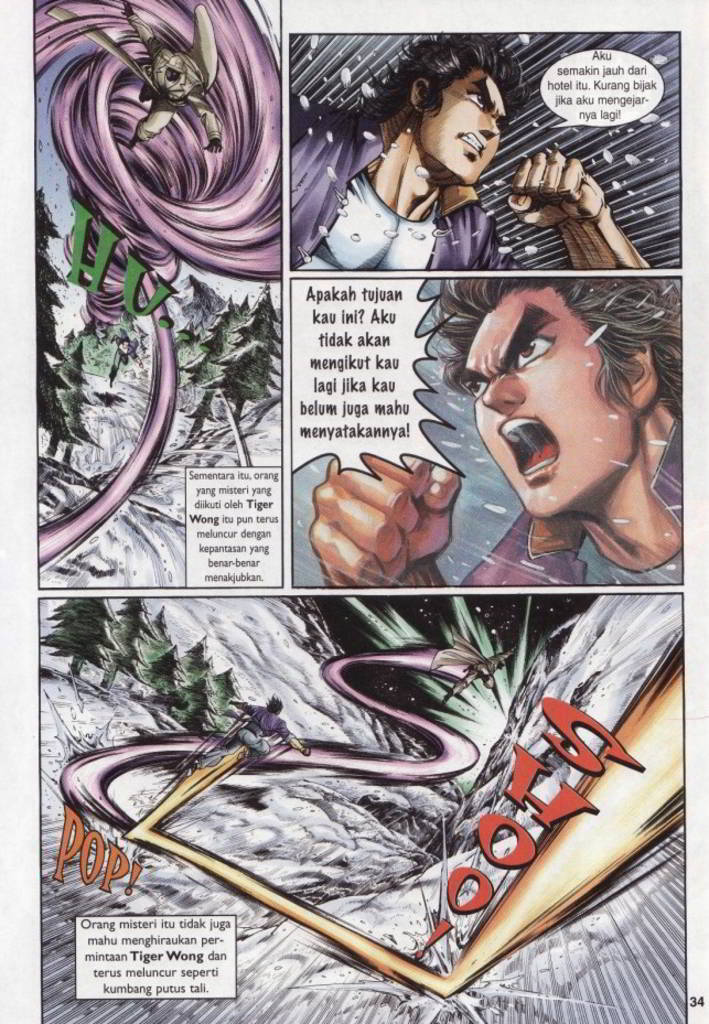 HU...
Sementara itu, orang
yang misteri yang
diikuti oleh Tiger
Wong itu pun terus
meluncur dengan
kepantasan yang
benar-benar
menakjubkan.
Aku
semakin jauh dari
hotel itu. Kurang bijak
jika aku mengejar-
nya lagi!
Apakah tujuan
kau ini? Aku
tidak akan
mengikut kau
lagi jika kau
belum juga mahu
menyatakannya!
SHOO!
POP!
Orang misteri itu tidak juga
mahu menghiraukan per-
mintaan Tiger Wong dan
terus meluncur seperti
kumbang putus tali.
34